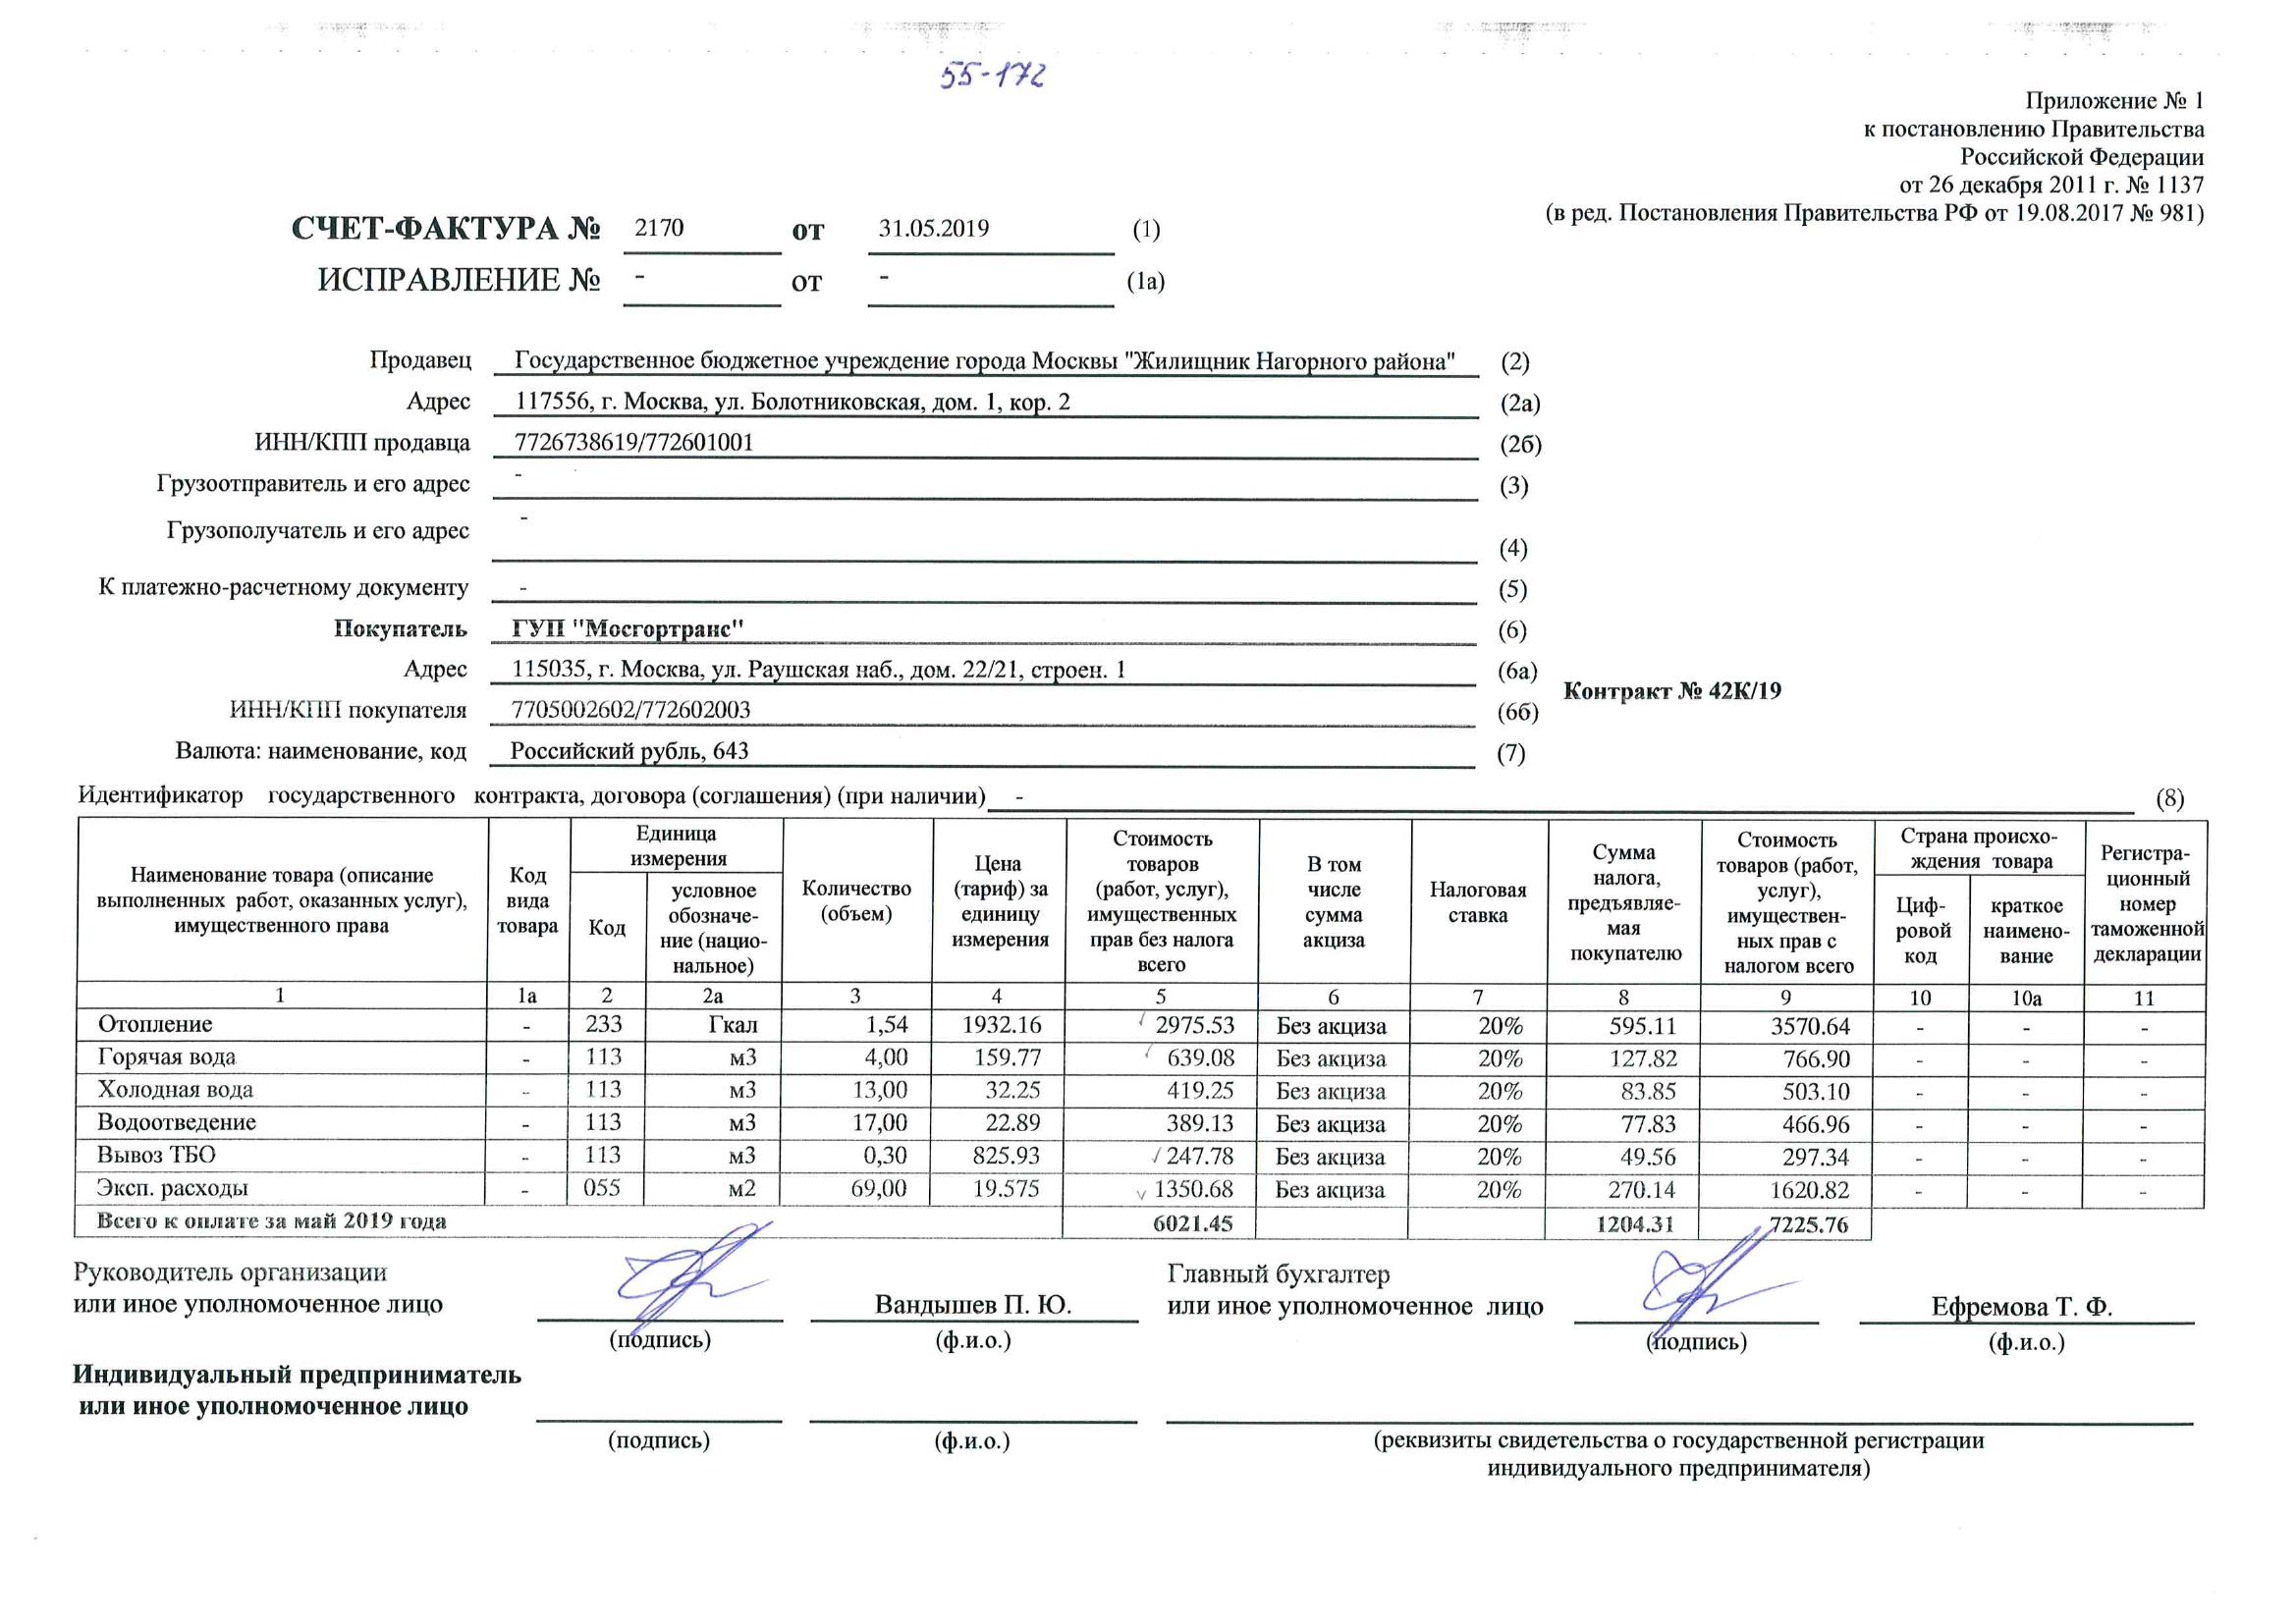 55-172
Приложение № 1
к постановлению Правительства
Российской Федерации
от 26 декабря 2011 г. № 1137
(в ред. Постановления Правительства РФ от 19.08.2017 № 981)
СЧЕТ-ФАКТУРА № 2170 от 31.05.2019 (1)
ИСПРАВЛЕНИЕ № - от - (1а)
Продавец Государственное бюджетное учреждение города Москвы "Жилищник Нагорного района" (2)
Адрес 117556, г. Москва, ул. Болотниковская, дом. 1, кор. 2 (2а)
ИНН/КПП продавца 7726738619/772601001 (2б)
Грузоотправитель и его адрес - (3)
Грузополучатель и его адрес - (4)
К платежно-расчетному документу - (5)
Покупатель ГУП "Мосгортранс" (6)
Адрес 115035, г. Москва, ул. Раушская наб., дом. 22/21, строен. 1 (6а)
Контракт № 42К/19
ИНН/КПП покупателя 7705002602/772602003 (6б)
Валюта: наименование, код Российский рубль, 643 (7)
Идентификатор государственного контракта, договора (соглашения) (при наличии) - (8)
Наименование товара (описание
выполненных работ, оказанных услуг),
имущественного права
Код
вида
товара
Единица
измерения
Код
условное
обозначе-
ние (нацио-
нальное)
Количество
(объем)
Цена
(тариф) за
единицу
измерения
Стоимость
товаров
(работ, услуг),
имущественных
прав без налога
всего
В том
числе
сумма
акциза
Налоговая
ставка
Сумма
налога,
предъявляе-
мая
покупателю
Стоимость
товаров (работ,
услуг),
имуществен-
ных прав с
налогом всего
Страна происхо-
ждения товара
Циф-
ровой
код
краткое
наимено-
вание
Регистра-
ционный
номер
таможенной
декларации
1 1а 2 2а 3 4 5 6 7 8 9 10 10а 11
Отопление - 233 Гкал 1,54 1932.16 2975.53 Без акциза 20% 595.11 3570.64 - - -
Горячая вода - 113 м3 4,00 159.77 639.08 Без акциза 20% 127.82 766.90 - - -
Холодная вода - 113 м3 13,00 32.25 419.25 Без акциза 20% 83.85 503.10 - - -
Водоотведение - 113 м3 17,00 22.89 389.13 Без акциза 20% 77.83 466.96 - - -
Вывоз ТБО - 113 м3 0,30 825.93 247.78 Без акциза 20% 49.56 297.34 - - -
Эксп. расходы - 055 м2 69,00 19.575 1350.68 Без акциза 20% 270.14 1620.82 - - -
Всего к оплате за май 2019 года 6021.45 1204.31 7225.76
Руководитель организации
или иное уполномоченное лицо Вандышев П. Ю.
(подпись) (ф.и.о.)
Главный бухгалтер
или иное уполномоченное лицо Ефремова Т. Ф.
(подпись) (ф.и.о.)
Индивидуальный предприниматель
или иное уполномоченное лицо
(подпись) (ф.и.о.)
(реквизиты свидетельства о государственной регистрации
индивидуального предпринимателя)